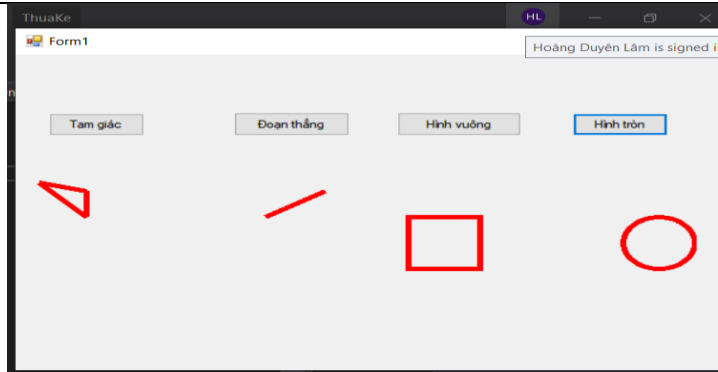 ThuaKe
HL
Form1
Hoàng Duyên Lâm is signed i
Tam giác
Đoạn thẳng
Hình vuông
Hình tròn